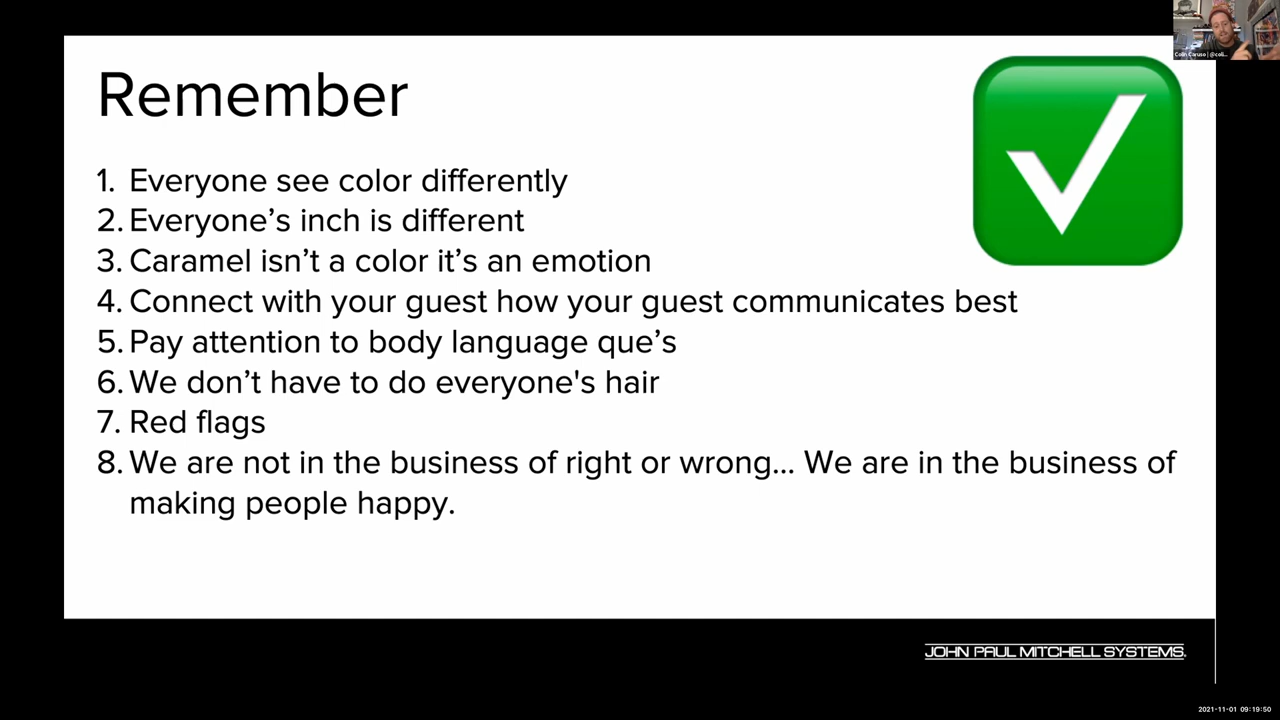 Colin Caruso | @coli...
Remember
1. Everyone see color differently
2. Everyone’s inch is different
3. Caramel isn’t a color it’s an emotion
4. Connect with your guest how your guest communicates best
5. Pay attention to body language que’s
6. We don’t have to do everyone's hair
7. Red flags
8. We are not in the business of right or wrong... We are in the business of
making people happy.
JOHN PAUL MITCHELL SYSTEMS.
2021-11-01 09:19:50